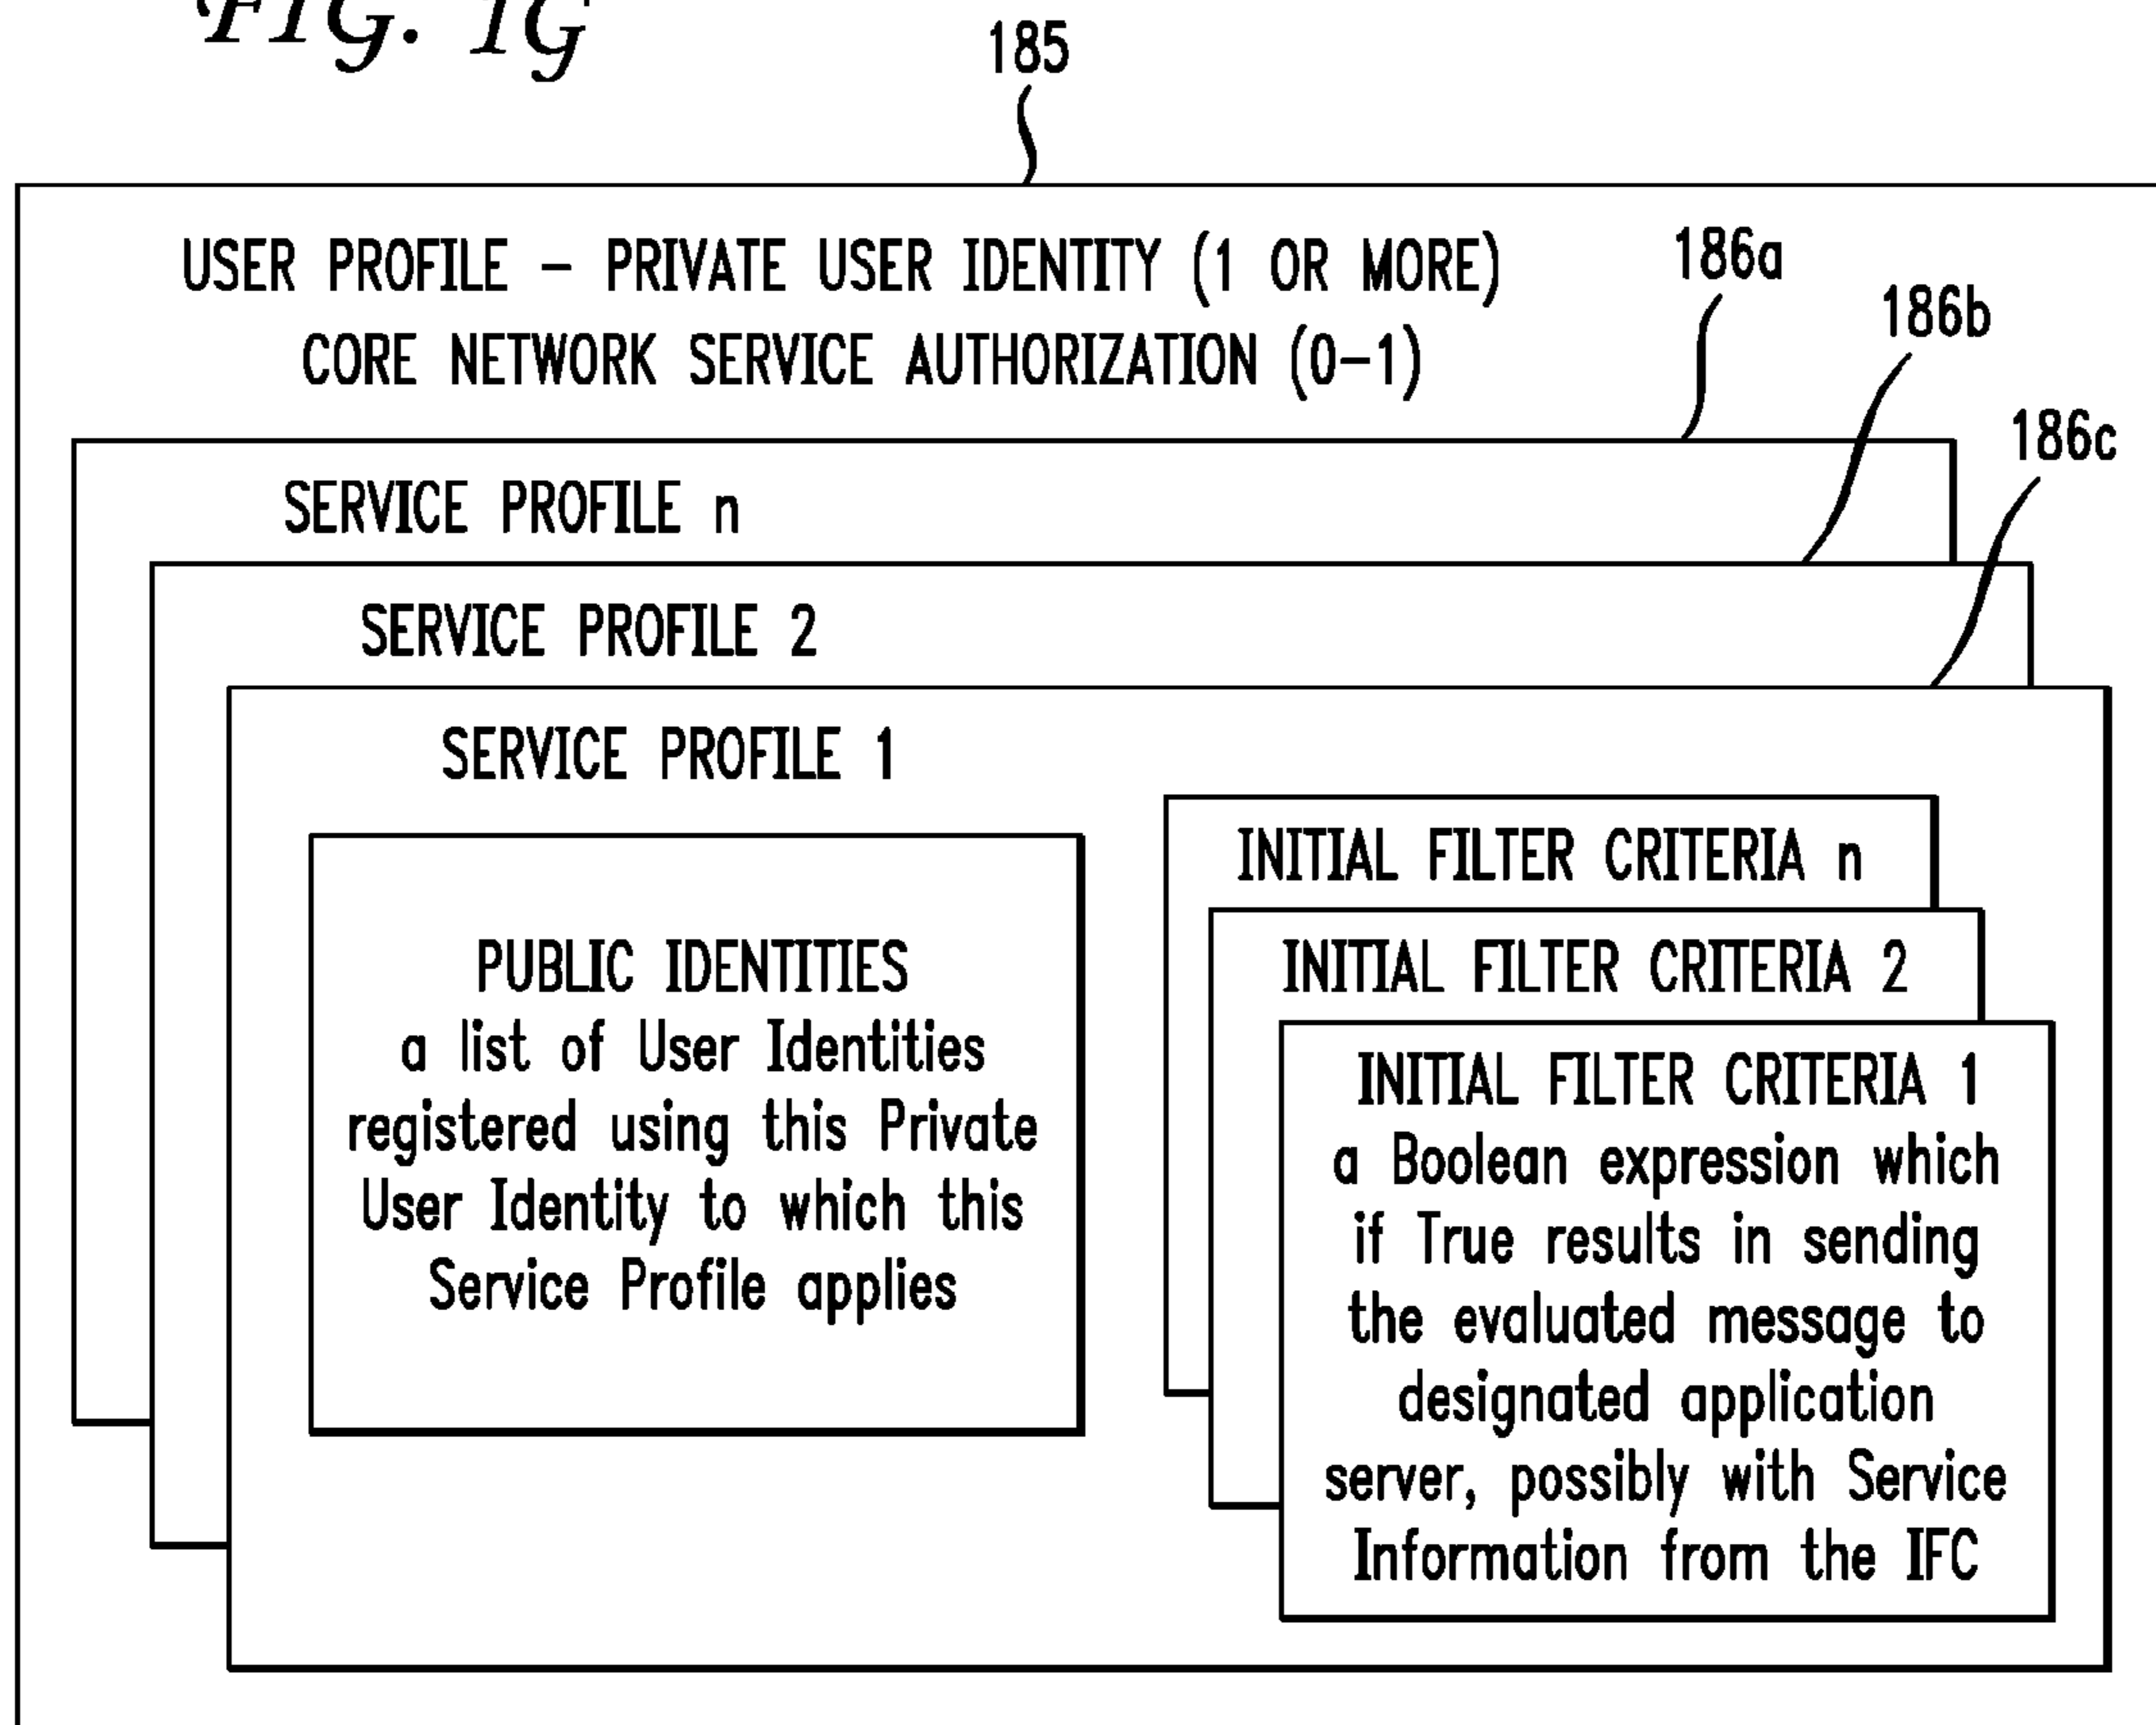 FIG. 1G
185
USER PROFILE – PRIVATE USER IDENTITY (1 OR MORE)
CORE NETWORK SERVICE AUTHORIZATION (0–1)
186a
186b
186c
SERVICE PROFILE n
SERVICE PROFILE 2
SERVICE PROFILE 1
PUBLIC IDENTITIES
a list of User Identities
registered using this Private
User Identity to which this
Service Profile applies
INITIAL FILTER CRITERIA n
INITIAL FILTER CRITERIA 2
INITIAL FILTER CRITERIA 1
a Boolean expression which
if True results in sending
the evaluated message to
designated application
server, possibly with Service
Information from the IFC